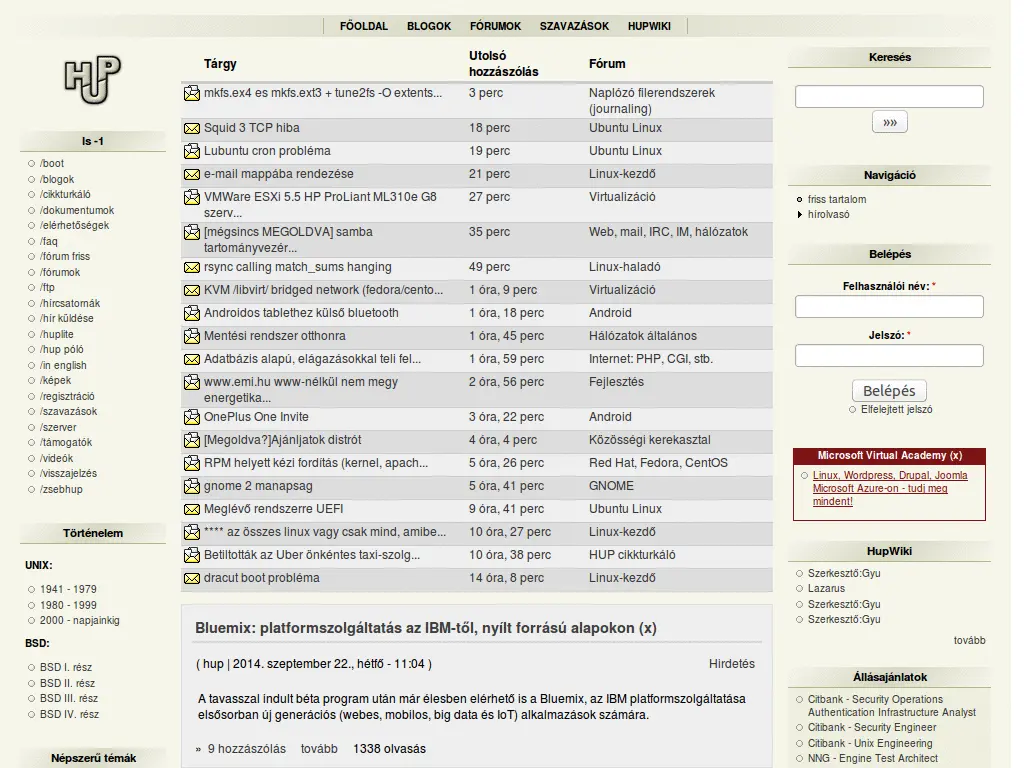 FŐOLDAL BLOGOK FÓRUMOK SZAVAZÁSOK HUPWIKI
HUP
ls -1
/boot
/blogok
/cikkturkáló
/dokumentumok
/elérhetőségek
/faq
/fórum friss
/fórumok
/ftp
/hírcsatornák
/hír küldése
/huplite
/hup póló
/in english
/képek
/regisztráció
/szavazások
/szerver
/támogatók
/videók
/visszajelzés
/zsebhup
Történelem
UNIX:
1941 - 1979
1980 - 1999
2000 - napjainkig
BSD:
BSD I. rész
BSD II. rész
BSD III. rész
BSD IV. rész
Népszerű témák
Tárgy Utolsó hozzászólás Fórum
mkfs.ex4 es mkfs.ext3 + tune2fs -O extents... 3 perc Naplózó filerendszerek
(journaling)
Squid 3 TCP hiba 18 perc Ubuntu Linux
Lubuntu cron probléma 19 perc Ubuntu Linux
e-mail mappába rendezése 21 perc Linux-kezdő
VMWare ESXi 5.5 HP ProLiant ML310e G8 27 perc Virtualizáció
szerv...
[mégsincs MEGOLDVA] samba 35 perc Web, mail, IRC, IM, hálózatok
tartományvezér...
rsync calling match_sums hanging 49 perc Linux-haladó
KVM /libvirt/ bridged network (fedora/cento... 1 óra, 9 perc Virtualizáció
Androidos tablethez külső bluetooth 1 óra, 18 perc Android
Mentési rendszer otthonra 1 óra, 45 perc Hálózatok általános
Adatbázis alapú, elágazásokkal teli fel... 1 óra, 59 perc Internet: PHP, CGI, stb.
www.emi.hu www-nélkül nem megy 2 óra, 56 perc Fejlesztés
energetika...
OnePlus One Invite 3 óra, 22 perc Android
[Megoldva?]Ajánljatok distrót 4 óra, 4 perc Közösségi kerekasztal
RPM helyett kézi fordítás (kernel, apach... 5 óra, 26 perc Red Hat, Fedora, CentOS
gnome 2 manapsag 5 óra, 41 perc GNOME
Meglévő rendszerre UEFI 9 óra, 41 perc Ubuntu Linux
**** az összes linux vagy csak mind, amibe... 10 óra, 27 perc Linux-kezdő
Betiltották az Uber önkéntes taxi-szolg... 10 óra, 38 perc HUP cikkturkáló
dracut boot probléma 14 óra, 8 perc Linux-kezdő
Bluemix: platformszolgáltatás az IBM-től, nyílt forrású alapokon (x)
( hup | 2014. szeptember 22., hétfő - 11:04 ) Hirdetés
A tavasszal indult béta program után már élesben elérhető is a Bluemix, az IBM platformszolgáltatása
elsősorban új generációs (webes, mobilos, big data és IoT) alkalmazások számára.
» 9 hozzászólás tovább 1338 olvasás
Keresés
»»
Navigáció
friss tartalom
hírolvasó
Belépés
Felhasználói név: *
Jelszó: *
Belépés
Elfelejtett jelszó
Microsoft Virtual Academy (x)
Linux, Wordpress, Drupal, Joomla
Microsoft Azure-on - tudj meg
mindent!
HupWiki
Szerkesztő:Gyu
Lazarus
Szerkesztő:Gyu
Szerkesztő:Gyu
tovább
Állásajánlatok
Citbank - Security Operations
Authentication Infrastructure Analyst
Citibank - Security Engineer
Citibank - Unix Engineering
NNG - Engine Test Architect